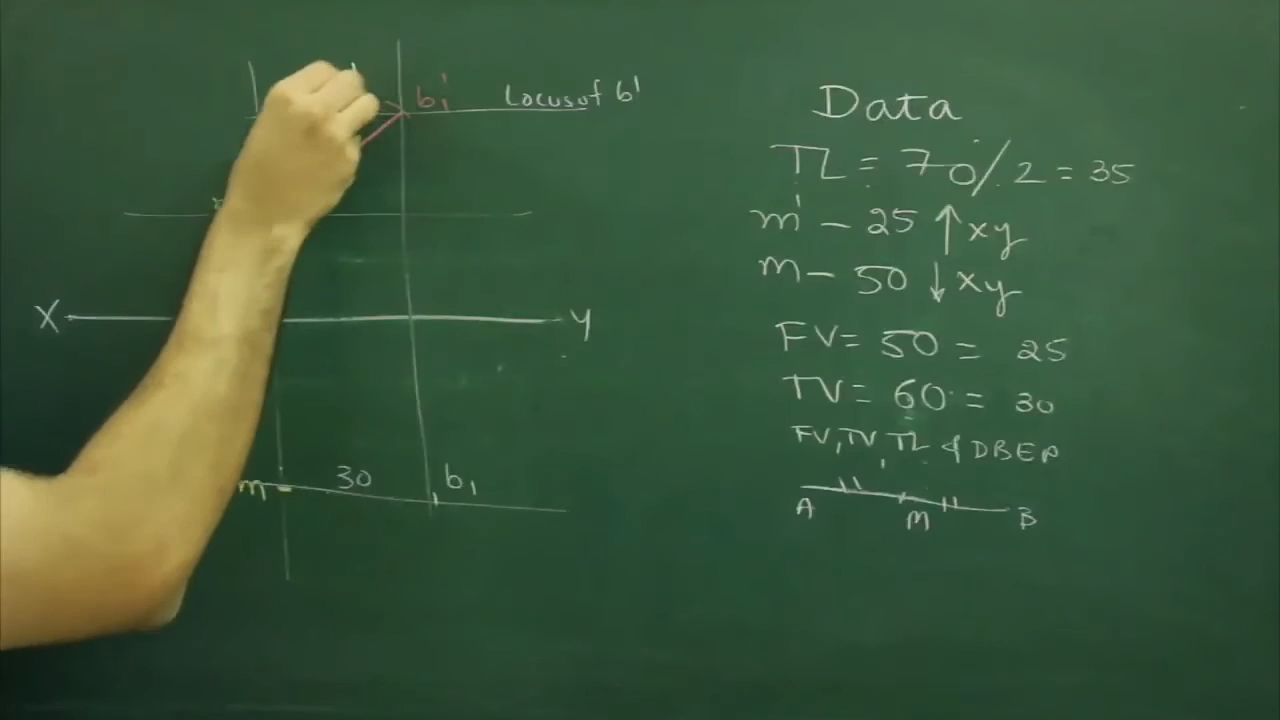 b₁' Locus of b'
X Y
m 30 b₁
Data
TL = 70/2 = 35
m' - 25 ↑ xy
m - 50 ↓ xy
FV = 50 = 25
TV = 60 = 30
FV, TV, TL & DBEP
A M B